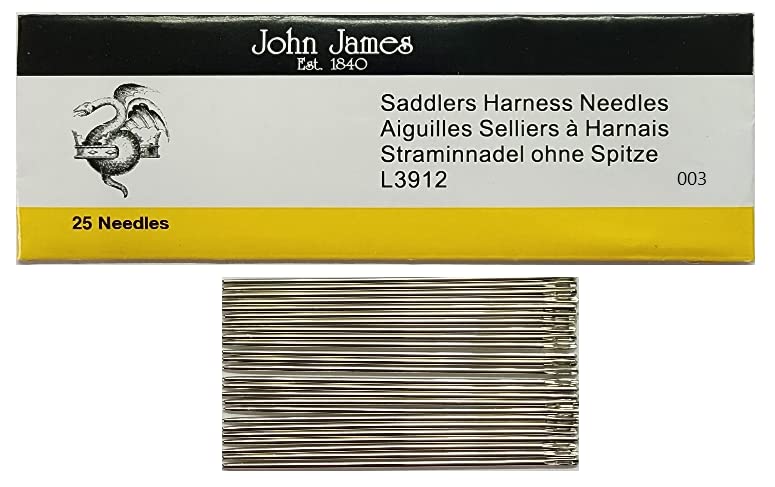 John James
Est. 1840
Saddlers Harness Needles
Aiguilles Selliers à Harnais
Straminnadel ohne Spitze
L3912 003
25 Needles